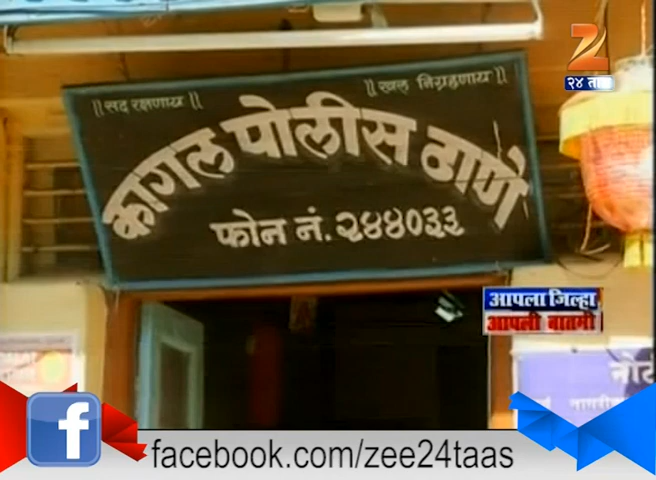 २४ तास
॥ सद रक्षणाय ॥ ॥ खल निग्रहणाय ॥
कागल पोलीस ठाणे
फोन नं. २४४०३३
आपला जिल्हा
आपली बातमी
facebook.com/zee24taas